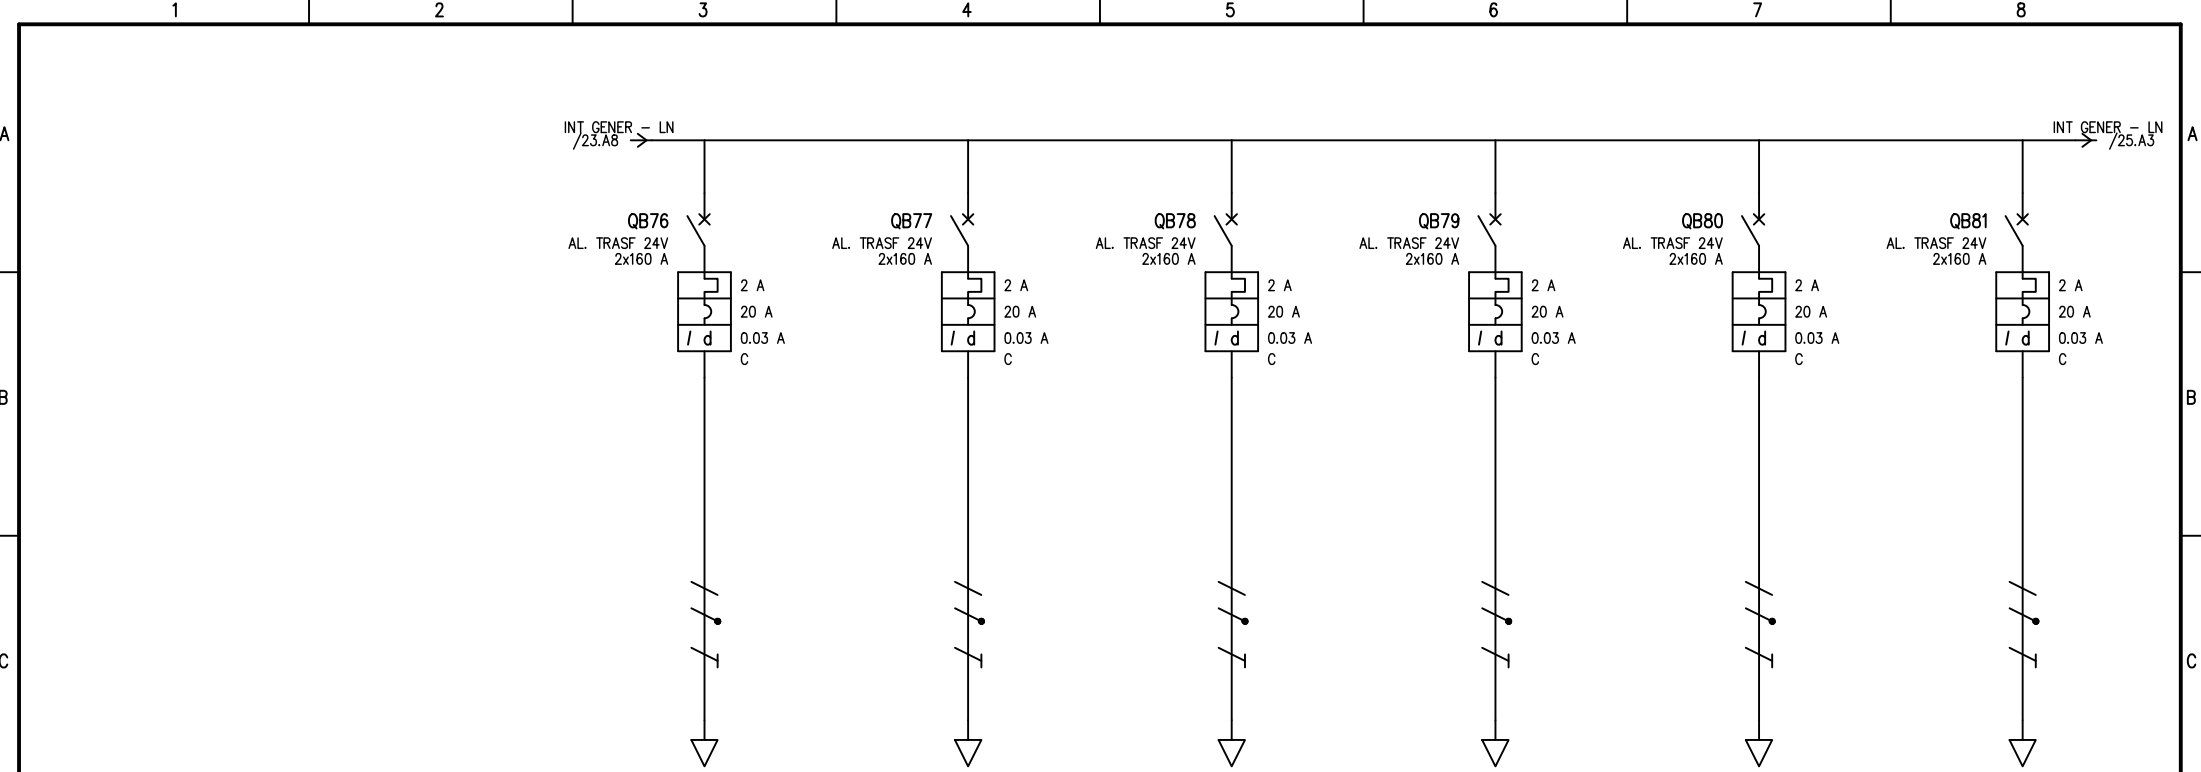 1 2 3 4 5 6 7 8
A A
INT GENER - LN INT GENER - LN
/23.A8 /25.A3
QB76 QB77 QB78 QB79 QB80 QB81
AL. TRASF 24V AL. TRASF 24V AL. TRASF 24V AL. TRASF 24V AL. TRASF 24V AL. TRASF 24V
2x160 A 2x160 A 2x160 A 2x160 A 2x160 A 2x160 A
2 A 2 A 2 A 2 A 2 A 2 A
20 A 20 A 20 A 20 A 20 A 20 A
I d 0.03 A I d 0.03 A I d 0.03 A I d 0.03 A I d 0.03 A I d 0.03 A
C C C C C C
B B
C C